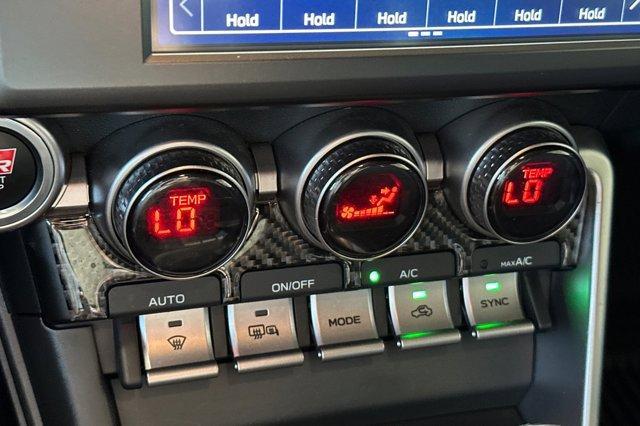 Hold Hold Hold Hold Hold Hold
TEMP
LO
TEMP
LO
AUTO
ON/OFF
A/C
MAX A/C
MODE
SYNC